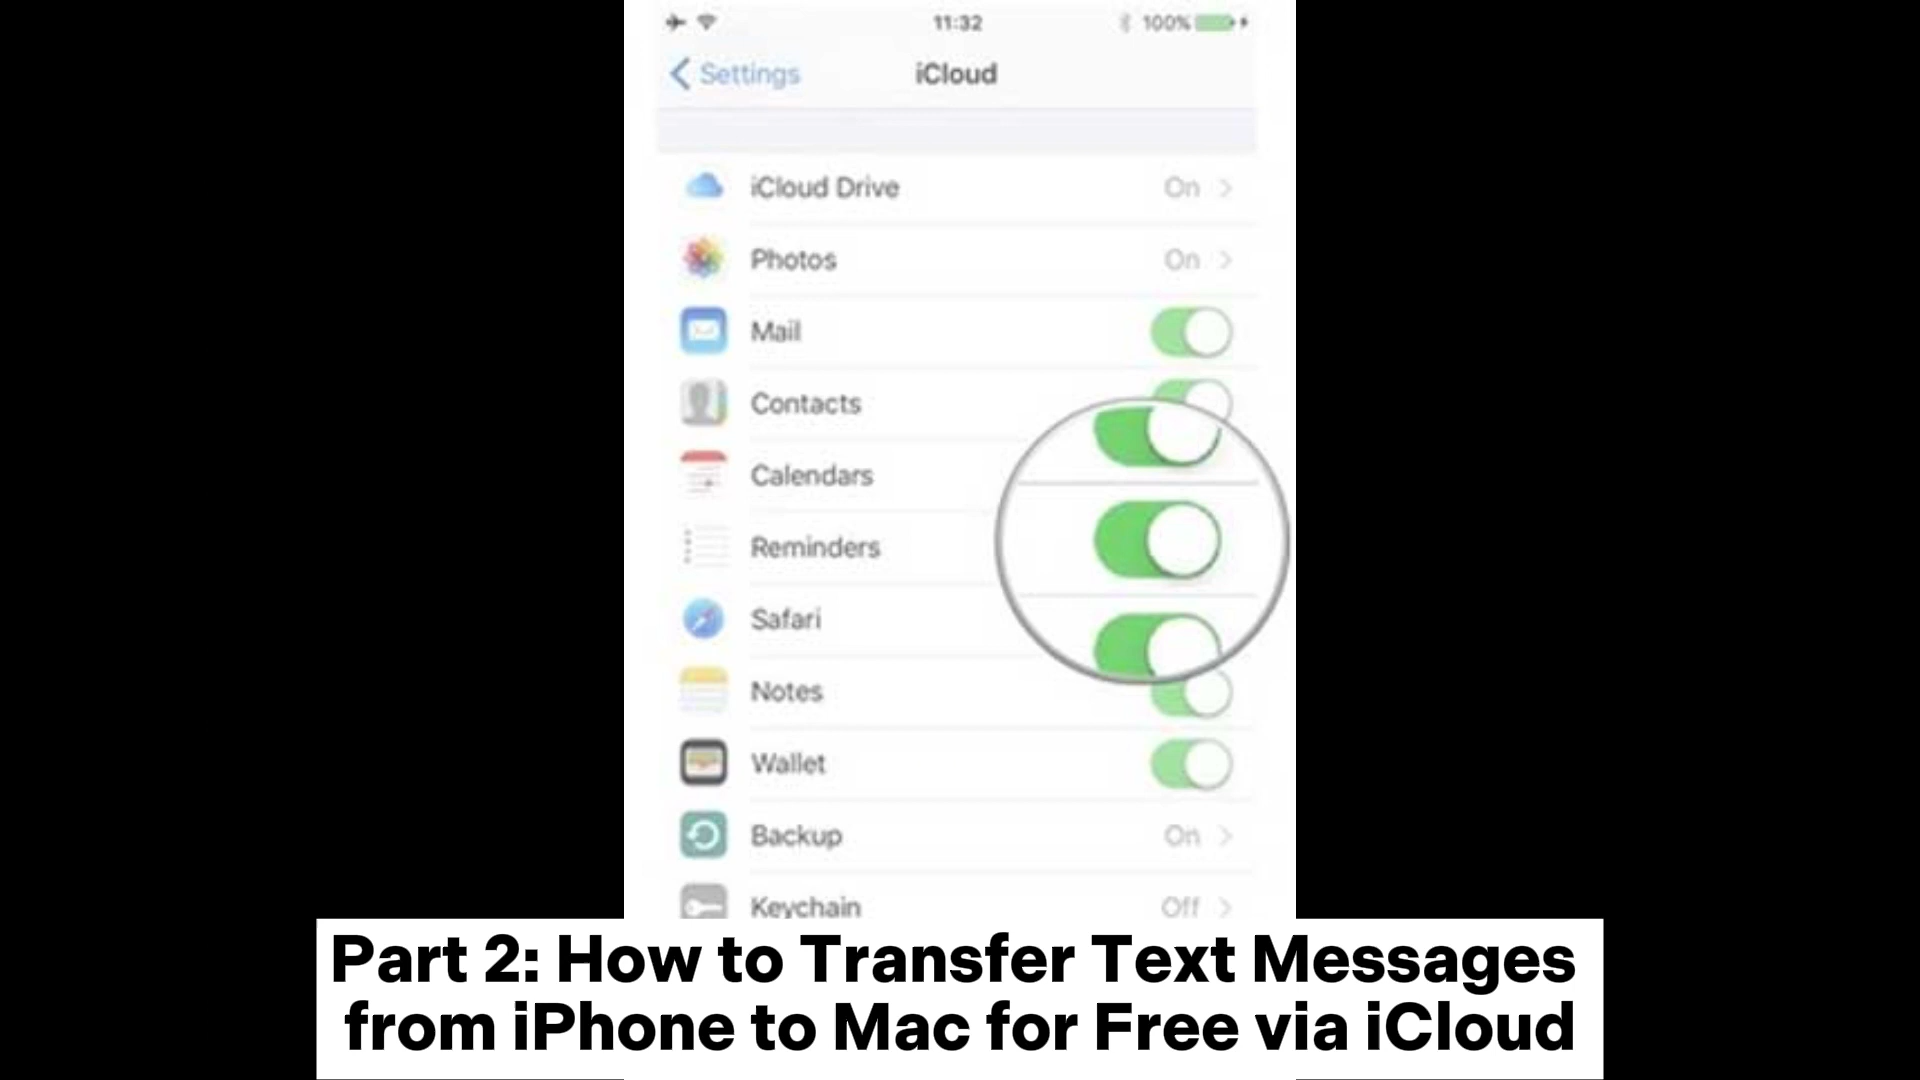 11:32
100%
Settings
iCloud
iCloud Drive
On
Photos
On
Mail
Contacts
Calendars
Reminders
Safari
Notes
Wallet
Backup
On
Keychain
Off
Part 2: How to Transfer Text Messages
from iPhone to Mac for Free via iCloud